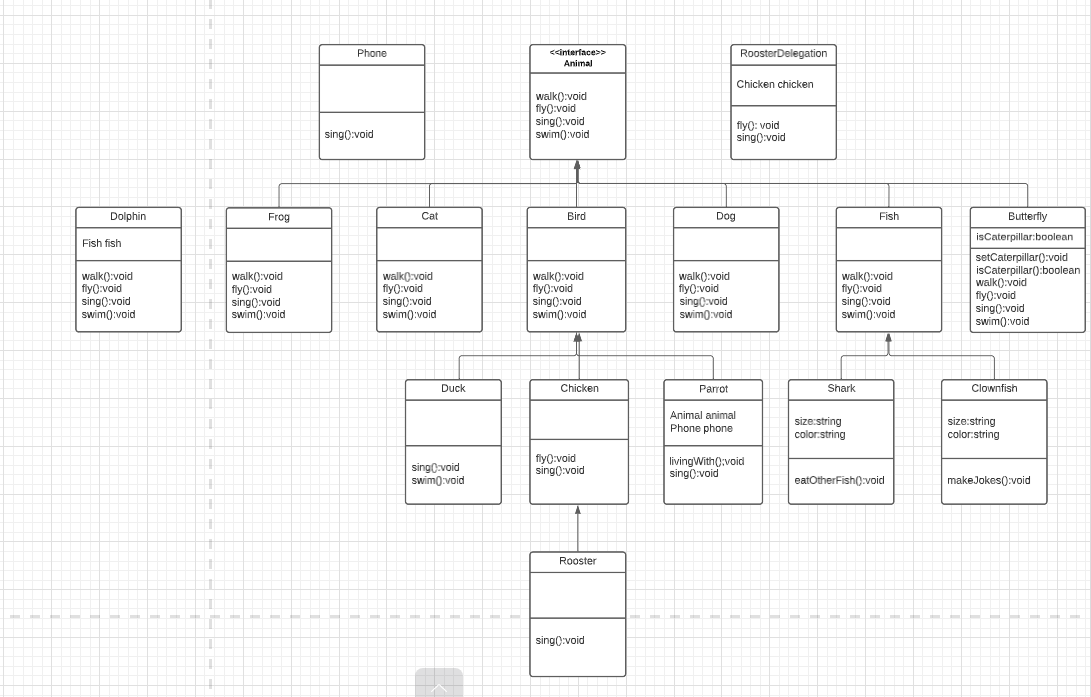 Phone
sing():void
<<interface>>
Animal
walk():void
fly():void
sing():void
swim():void
RoosterDelegation
Chicken chicken
fly(): void
sing():void
Dolphin
Fish fish
walk():void
fly():void
sing():void
swim():void
Frog
walk():void
fly():void
sing():void
swim():void
Cat
walk():void
fly():void
sing():void
swim():void
Bird
walk():void
fly():void
sing():void
swim():void
Dog
walk():void
fly():void
sing():void
swim():void
Fish
walk():void
fly():void
sing():void
swim():void
Butterfly
isCaterpillar:boolean
setCaterpillar():void
isCaterpillar():boolean
walk():void
fly():void
sing():void
swim():void
Duck
sing():void
swim():void
Chicken
fly():void
sing():void
Parrot
Animal animal
Phone phone
livingWith();void
sing():void
Shark
size:string
color:string
eatOtherFish():void
Clownfish
size:string
color:string
makeJokes():void
Rooster
sing():void